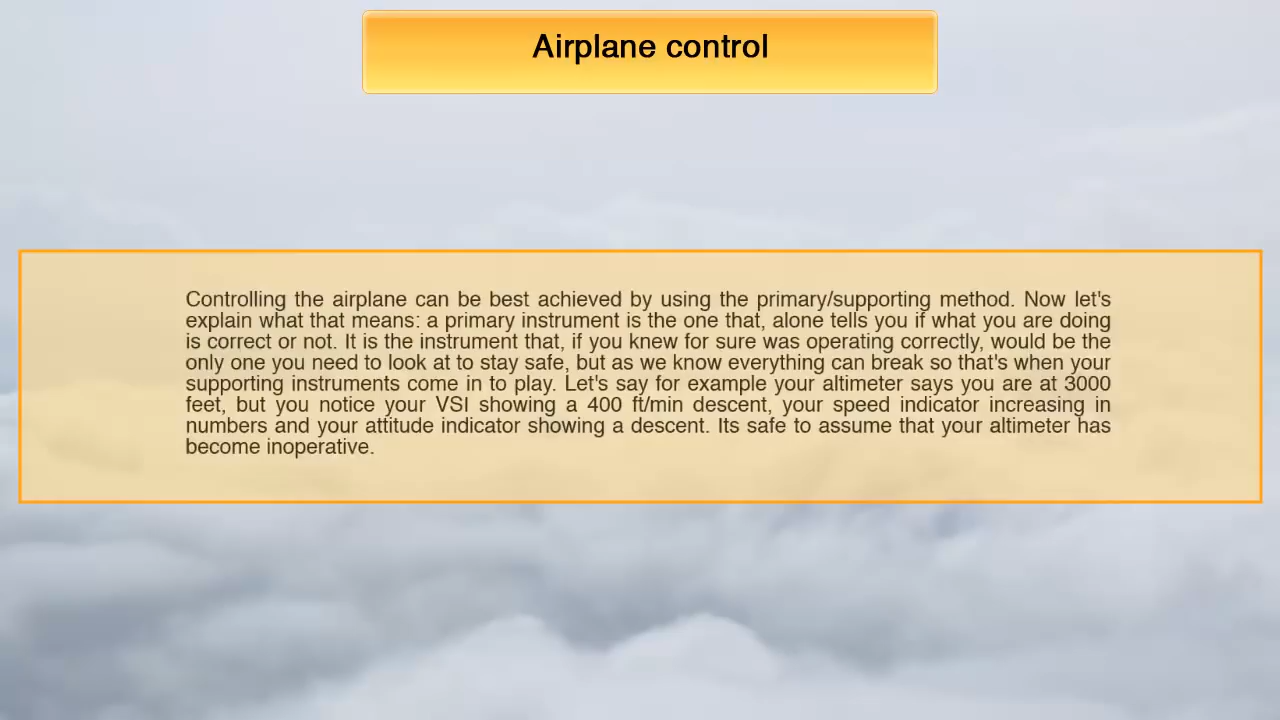 Airplane control
Controlling the airplane can be best achieved by using the primary/supporting method. Now let's
explain what that means: a primary instrument is the one that, alone tells you if what you are doing
is correct or not. It is the instrument that, if you knew for sure was operating correctly, would be the
only one you need to look at to stay safe, but as we know everything can break so that's when your
supporting instruments come in to play. Let's say for example your altimeter says you are at 3000
feet, but you notice your VSI showing a 400 ft/min descent, your speed indicator increasing in
numbers and your attitude indicator showing a descent. Its safe to assume that your altimeter has
become inoperative.